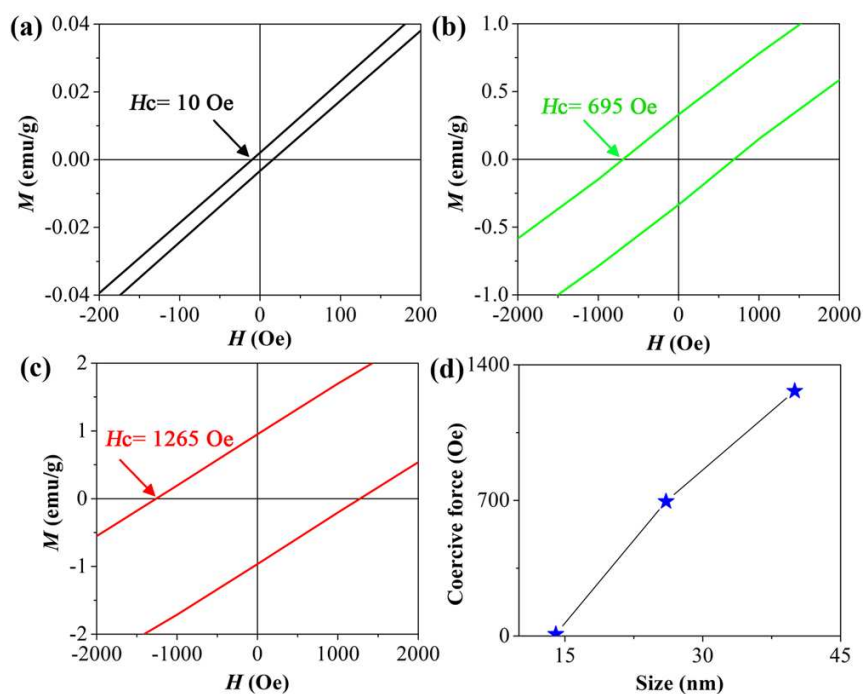 (a)
0.04
0.02
0.00
-0.02
-0.04
M (emu/g)
Hc= 10 Oe
-200 -100 0 100 200
H (Oe)
(b)
1.0
0.5
0.0
-0.5
-1.0
M (emu/g)
Hc= 695 Oe
-2000 -1000 0 1000 2000
H (Oe)
(c)
2
1
0
-1
-2
M (emu/g)
Hc= 1265 Oe
-2000 -1000 0 1000 2000
H (Oe)
(d)
1400
700
0
Coercive force (Oe)
15 30 45
Size (nm)